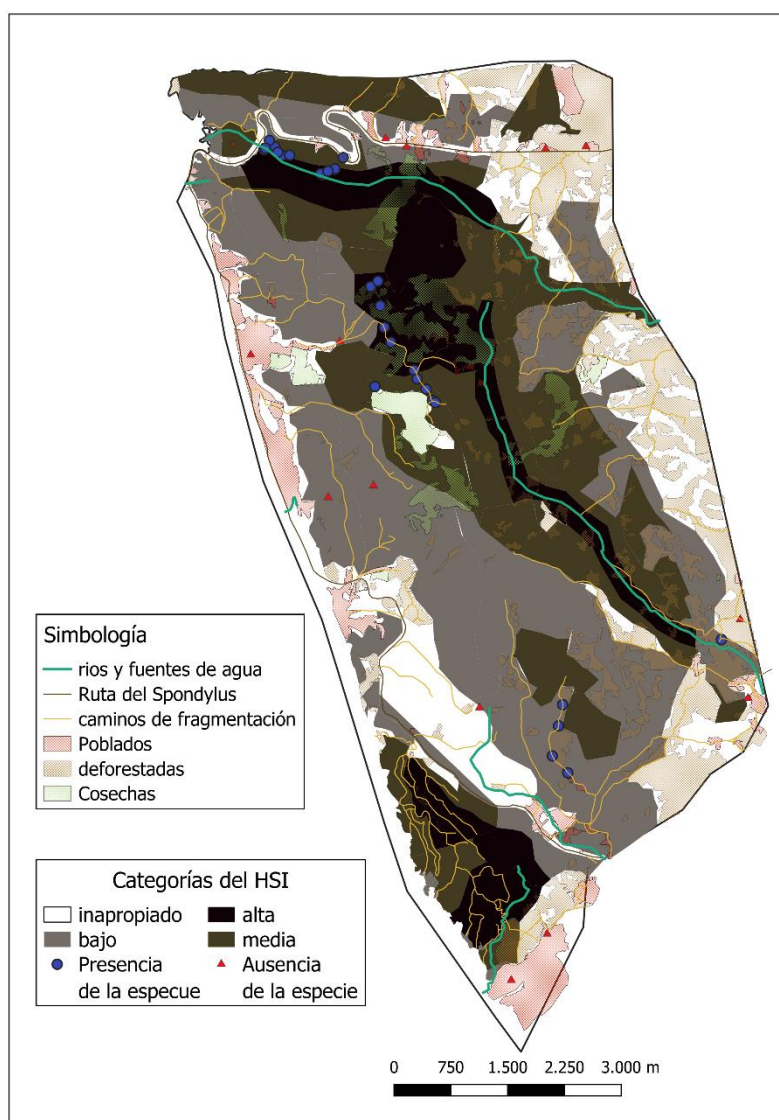 Simbología
rios y fuentes de agua
Ruta del Spondylus
caminos de fragmentación
Poblados
deforestadas
Cosechas
Categorías del HSI
inapropiado alta
bajo media
Presencia Ausencia
de la especue de la especie
0 750 1.500 2.250 3.000 m